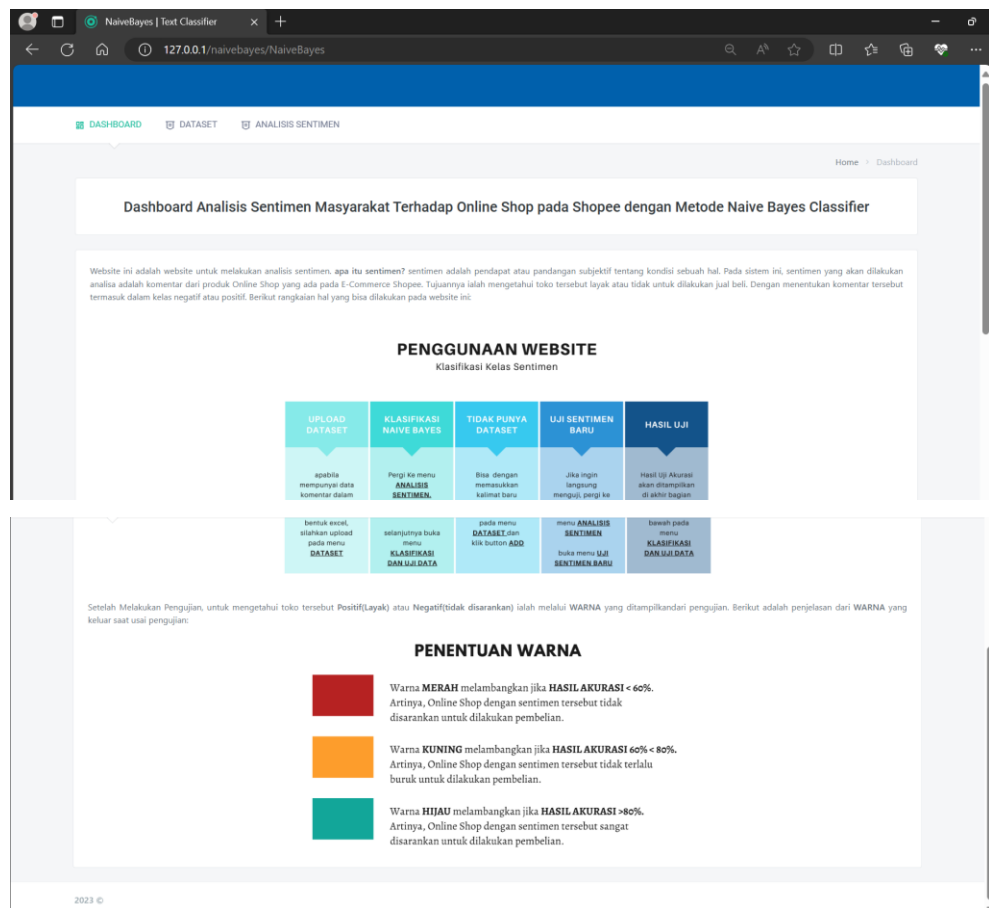 NaiveBayes | Text Classifier
127.0.0.1/naivebayes/NaiveBayes
DASHBOARD DATASET ANALISIS SENTIMEN
Home > Dashboard
Dashboard Analisis Sentimen Masyarakat Terhadap Online Shop pada Shopee dengan Metode Naive Bayes Classifier
Website ini adalah website untuk melakukan analisis sentimen. apa itu sentimen? sentimen adalah pendapat atau pandangan subjektif tentang kondisi sebuah hal. Pada sistem ini, sentimen yang akan dilakukan
analisa adalah komentar dari produk Online Shop yang ada pada E-Commerce Shopee. Tujuannya ialah mengetahui toko tersebut layak atau tidak untuk dilakukan jual beli. Dengan menentukan komentar tersebut
termasuk dalam kelas negatif atau positif. Berikut rangkaian hal yang bisa dilakukan pada website ini:
PENGGUNAAN WEBSITE
Klasifikasi Kelas Sentimen
UPLOAD
DATASET
apabila
mempunyai data
komentar dalam
bentuk excel,
silahkan upload
pada menu
DATASET
KLASIFIKASI
NAIVE BAYES
Pergi Ke menu
ANALISIS
SENTIMEN.
selanjutnya buka
menu
KLASIFIKASI
DAN UJI DATA
TIDAK PUNYA
DATASET
Bisa dengan
memasukkan
kalimat baru
pada menu
DATASET dan
klik button ADD
UJI SENTIMEN
BARU
Jika ingin
langsung
menguji, pergi ke
menu ANALISIS
SENTIMEN
buka menu UJI
SENTIMEN BARU
HASIL UJI
Hasil Uji Akurasi
akan ditampilkan
di akhir bagian
bawah pada
menu
KLASIFIKASI
DAN UJI DATA
Setelah Melakukan Pengujian, untuk mengetahui toko tersebut Positif(Layak) atau Negatif(tidak disarankan) ialah melalui WARNA yang ditampilkandari pengujian. Berikut adalah penjelasan dari WARNA yang
keluar saat usai pengujian:
PENENTUAN WARNA
Warna MERAH melambangkan jika HASIL AKURASI < 60%.
Artinya, Online Shop dengan sentimen tersebut tidak
disarankan untuk dilakukan pembelian.
Warna KUNING melambangkan jika HASIL AKURASI 60% < 80%.
Artinya, Online Shop dengan sentimen tersebut tidak terlalu
buruk untuk dilakukan pembelian.
Warna HIJAU melambangkan jika HASIL AKURASI >80%.
Artinya, Online Shop dengan sentimen tersebut sangat
disarankan untuk dilakukan pembelian.
2023 ©